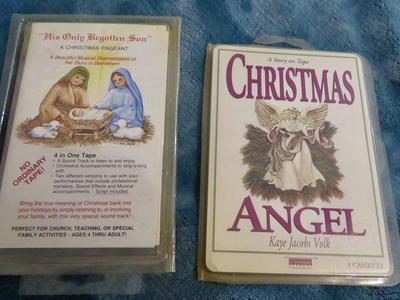 "His Only Begotten Son"
A CHRISTMAS PAGEANT
A Beautiful Musical Dramatization of
the Story in Bethlehem
NO
ORDINARY
TAPE!
4 in One Tape
• A Sound Track to listen to and enjoy
• Orchestral Accompaniments to sing-a-long
with
• Two different versions to use with your
performances that include professional
narrators, Sound Effects and Musical
accompaniments. Script included.
Bring the true meaning of Christmas back into
your holidays by simply listening to, or involving
your family, with this very special sound track!
PERFECT FOR CHURCH, TEACHING, OR SPECIAL
FAMILY ACTIVITIES - AGES 4 THRU ADULT!
A Story on Tape
CHRISTMAS
ANGEL
Kaye Jacobs Volk
1 CASSETTE